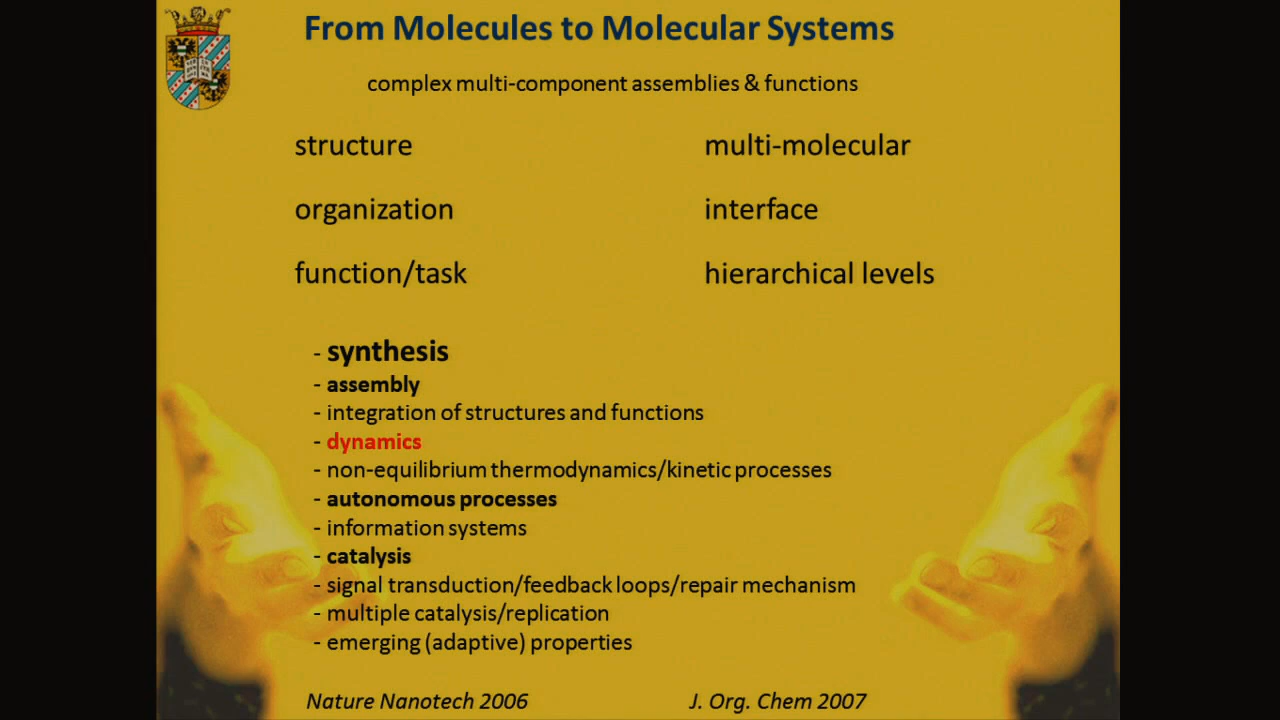 From Molecules to Molecular Systems
complex multi-component assemblies & functions
structure
multi-molecular
organization
interface
function/task
hierarchical levels
- synthesis
- assembly
- integration of structures and functions
- dynamics
- non-equilibrium thermodynamics/kinetic processes
- autonomous processes
- information systems
- catalysis
- signal transduction/feedback loops/repair mechanism
- multiple catalysis/replication
- emerging (adaptive) properties
Nature Nanotech 2006
J. Org. Chem 2007